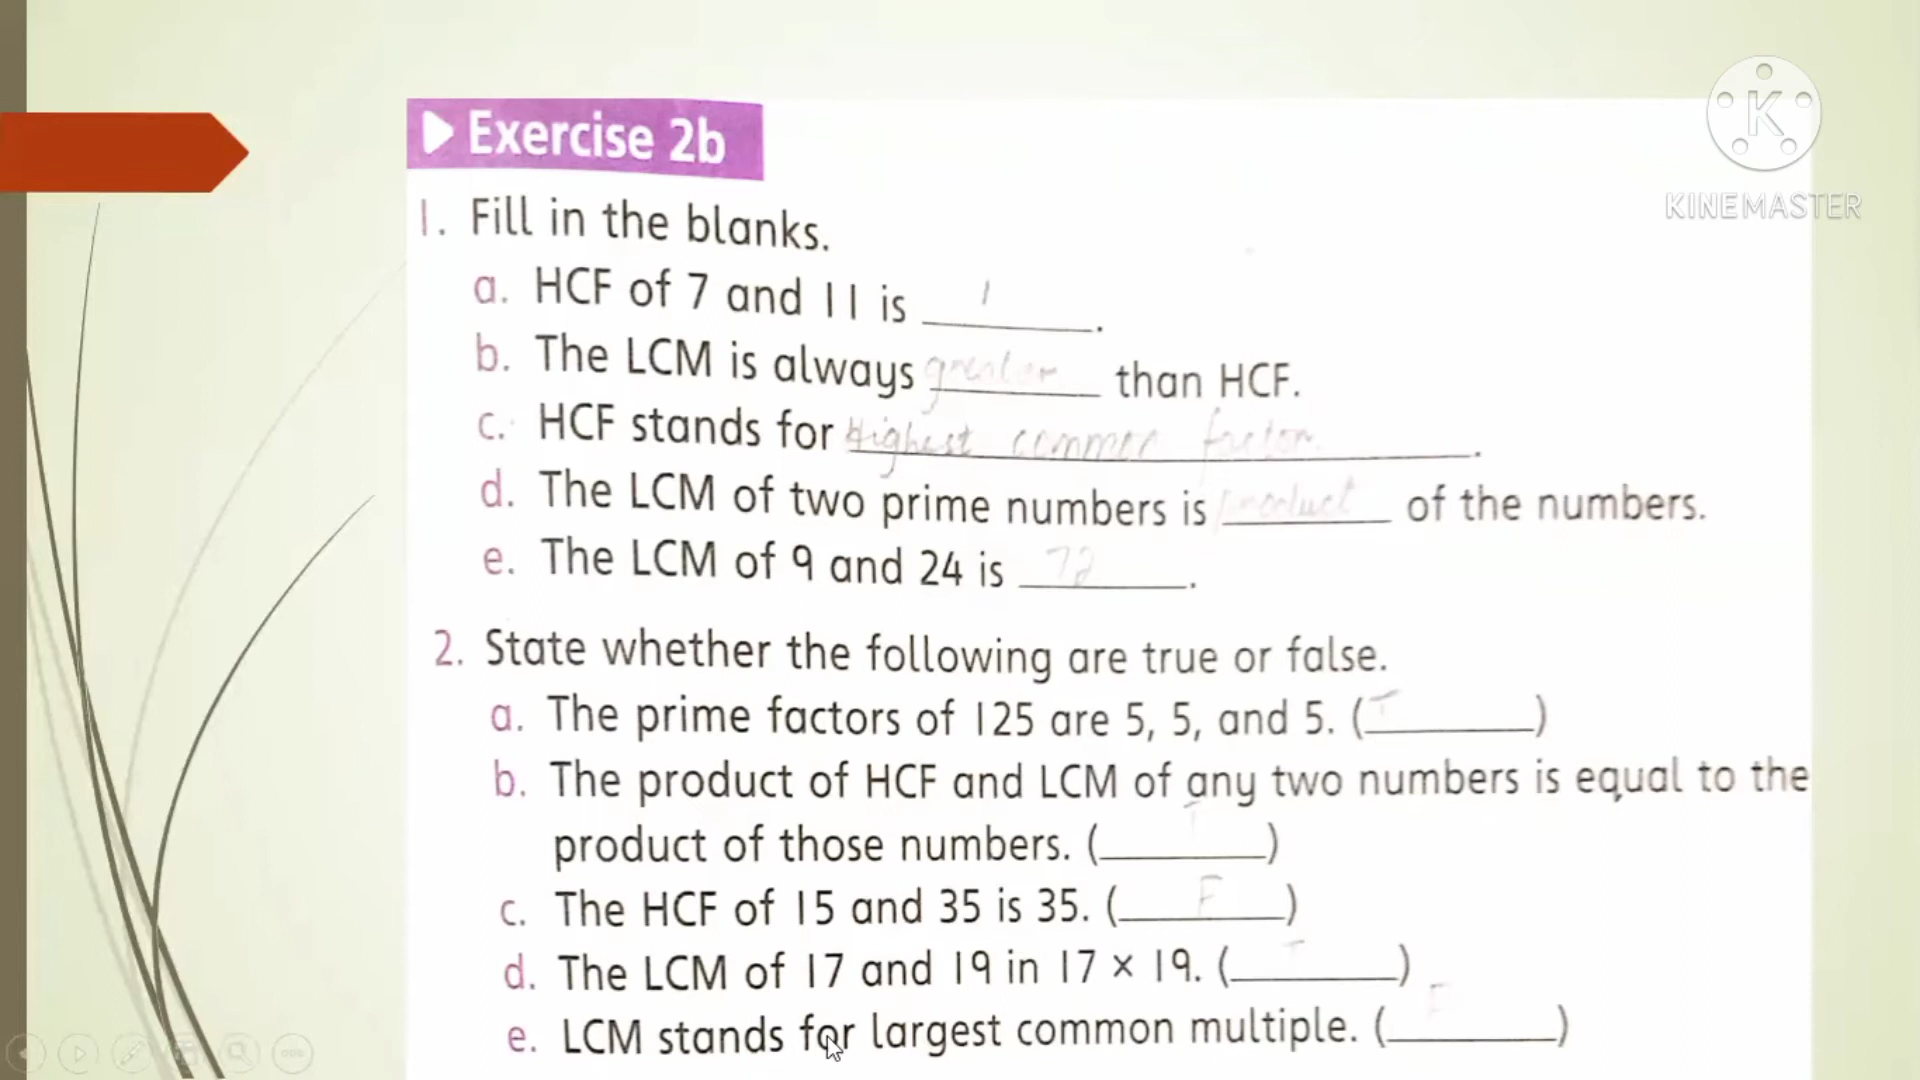 Exercise 2b
K
KINEMASTER
1. Fill in the blanks.
a. HCF of 7 and 11 is 1.
b. The LCM is always greater than HCF.
c. HCF stands for Highest common factor.
d. The LCM of two prime numbers is product of the numbers.
e. The LCM of 9 and 24 is 72.
2. State whether the following are true or false.
a. The prime factors of 125 are 5, 5, and 5. (T)
b. The product of HCF and LCM of any two numbers is equal to the
product of those numbers. (T)
c. The HCF of 15 and 35 is 35. (F)
d. The LCM of 17 and 19 in 17 × 19. (T)
e. LCM stands for largest common multiple. (F)